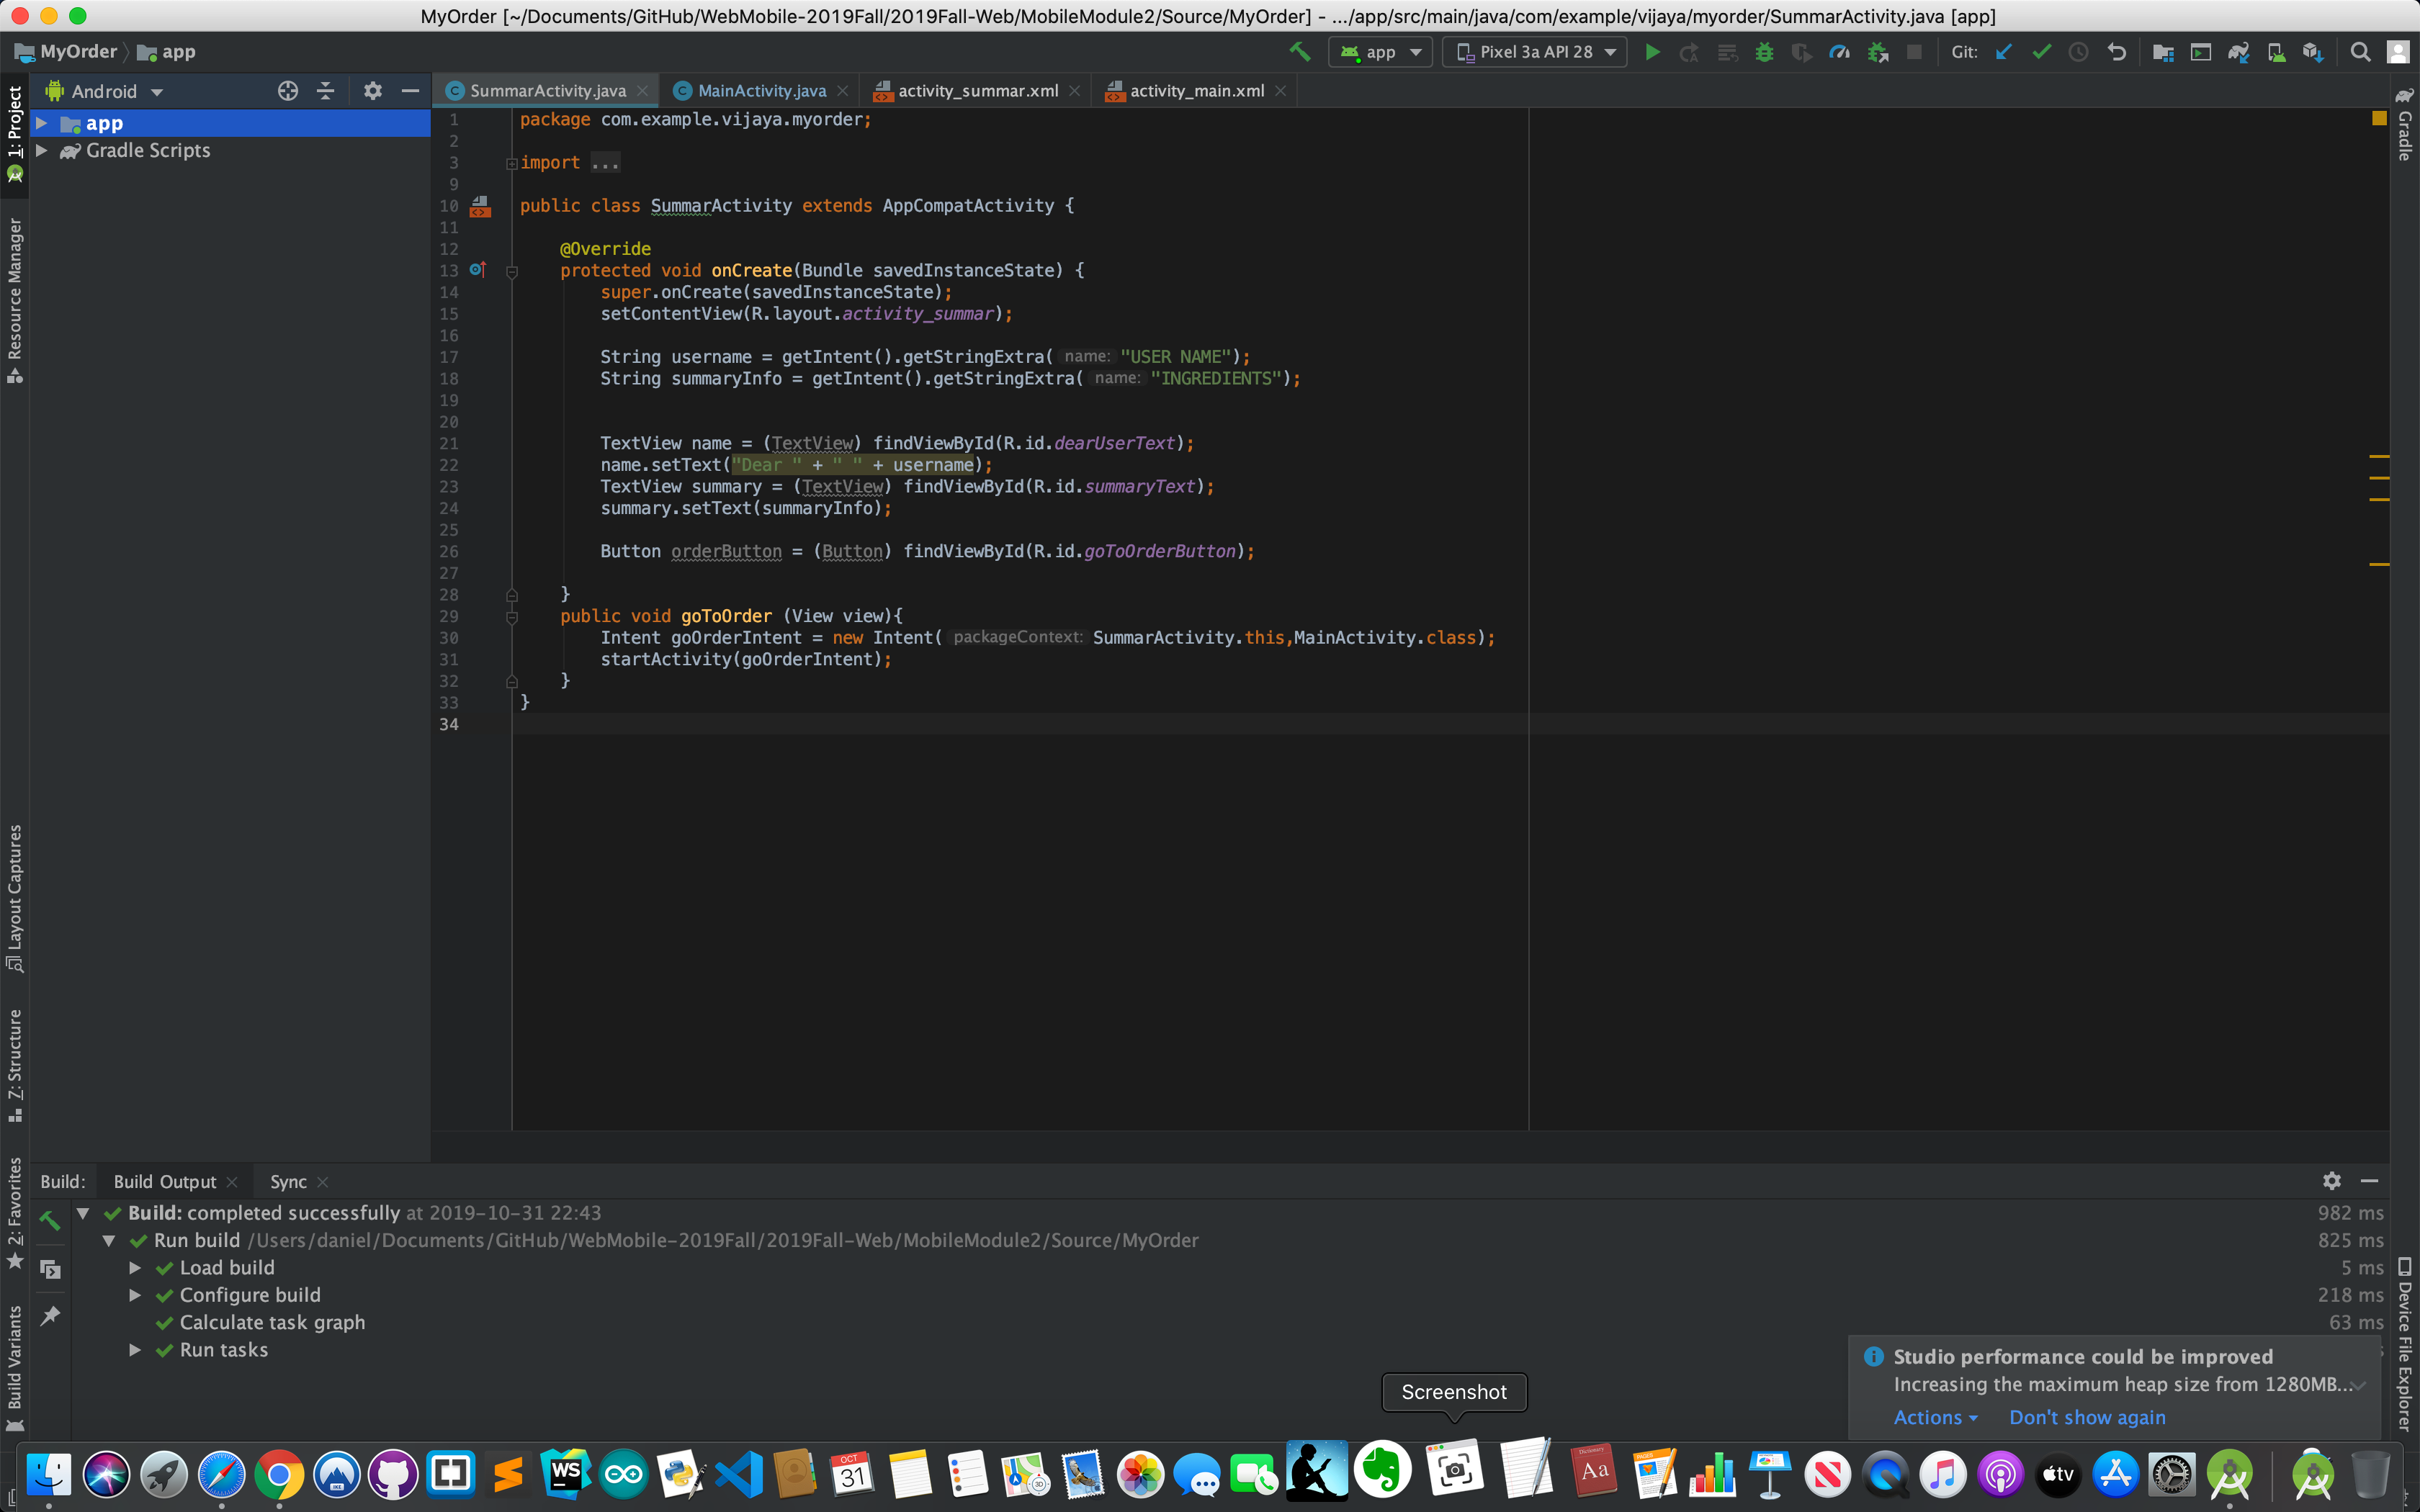 MyOrder [~/Documents/GitHub/WebMobile-2019Fall/2019Fall-Web/MobileModule2/Source/MyOrder] - .../app/src/main/java/com/example/vijaya/myorder/SummarActivity.java [app]
MyOrder app
app
Pixel 3a API 28
Git:
Android
SummarActivity.java
MainActivity.java
activity_summar.xml
activity_main.xml
1: Project
Resource Manager
Layout Captures
7: Structure
2: Favorites
Build Variants
Gradle
Device File Explorer
app
Gradle Scripts
1 package com.example.vijaya.myorder;
2
3 import ...
9
10 public class SummarActivity extends AppCompatActivity {
11
12 @Override
13 protected void onCreate(Bundle savedInstanceState) {
14 super.onCreate(savedInstanceState);
15 setContentView(R.layout.activity_summar);
16
17 String username = getIntent().getStringExtra( name: "USER NAME");
18 String summaryInfo = getIntent().getStringExtra( name: "INGREDIENTS");
19
20
21 TextView name = (TextView) findViewById(R.id.dearUserText);
22 name.setText("Dear " + " " + username);
23 TextView summary = (TextView) findViewById(R.id.summaryText);
24 summary.setText(summaryInfo);
25
26 Button orderButton = (Button) findViewById(R.id.goToOrderButton);
27
28 }
29 public void goToOrder (View view){
30 Intent goOrderIntent = new Intent( packageContext: SummarActivity.this,MainActivity.class);
31 startActivity(goOrderIntent);
32 }
33 }
34
Build: Build Output Sync
Build: completed successfully at 2019-10-31 22:43 982 ms
Run build /Users/daniel/Documents/GitHub/WebMobile-2019Fall/2019Fall-Web/MobileModule2/Source/MyOrder 825 ms
Load build 5 ms
Configure build 218 ms
Calculate task graph 63 ms
Run tasks
Studio performance could be improved
Increasing the maximum heap size from 1280MB...
Actions Don't show again
Screenshot
WS
OCT
31
Aa
tv